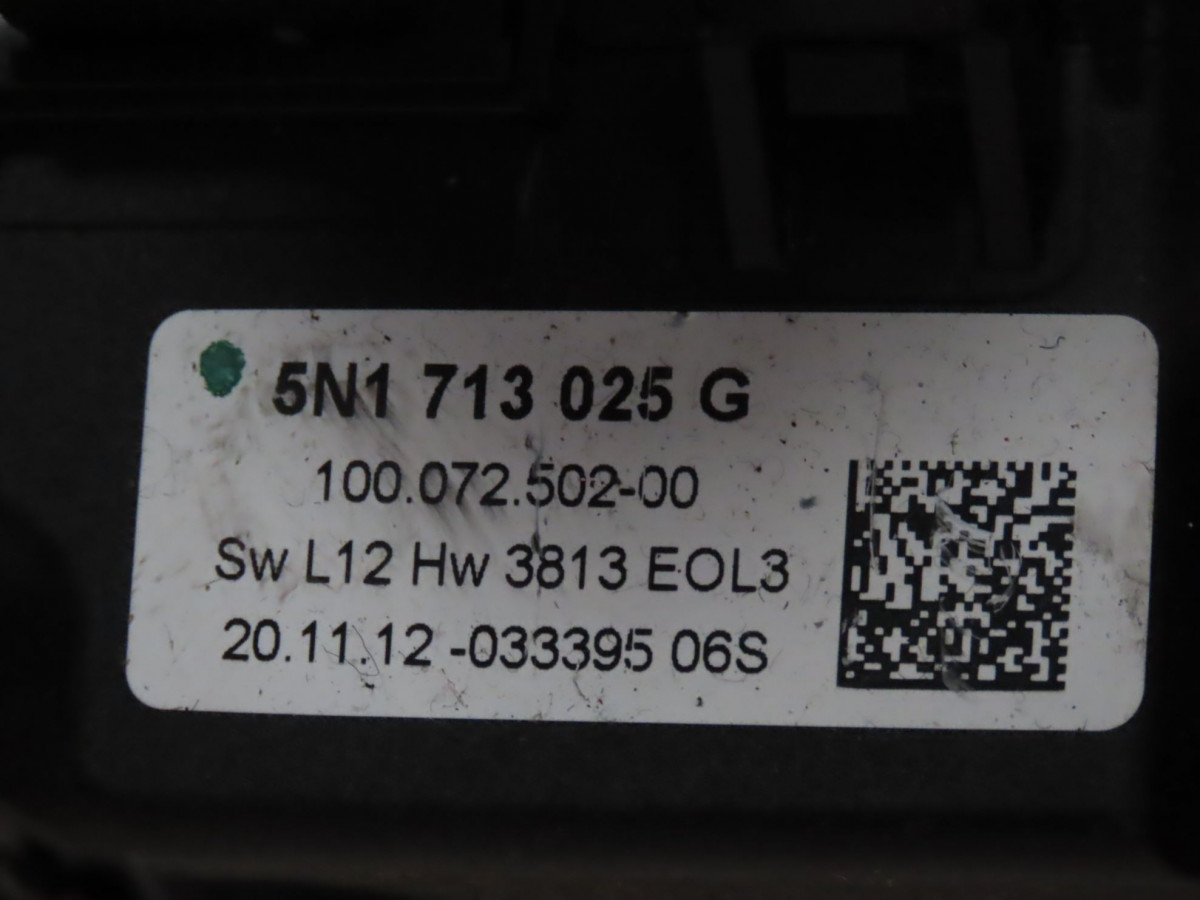 5N1 713 025 G
100.072.502-00
Sw L12 Hw 3813 EOL3
20.11.12 -033395 06S